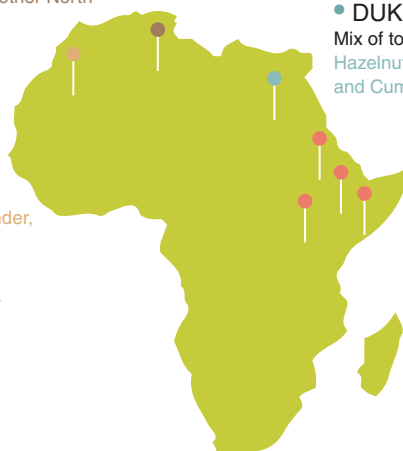 other North
• DUK
Mix of to
Hazelnu
and Cum
nder,